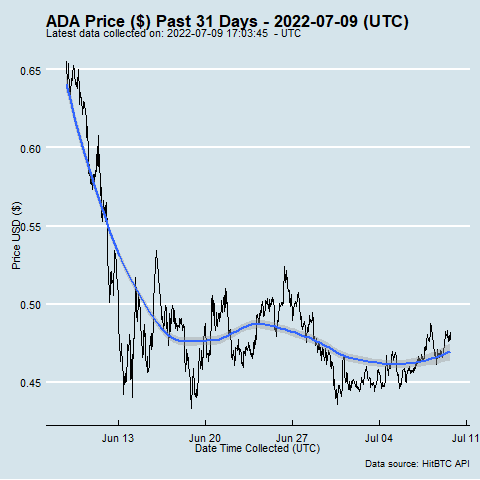 ADA Price ($) Past 31 Days - 2022-07-09 (UTC)
Latest data collected on: 2022-07-09 17:03:45 - UTC
0.65
0.60
0.55
0.50
0.45
Price USD ($)
Jun 13 Jun 20 Jun 27 Jul 04 Jul 11
Date Time Collected (UTC)
Data source: HitBTC API